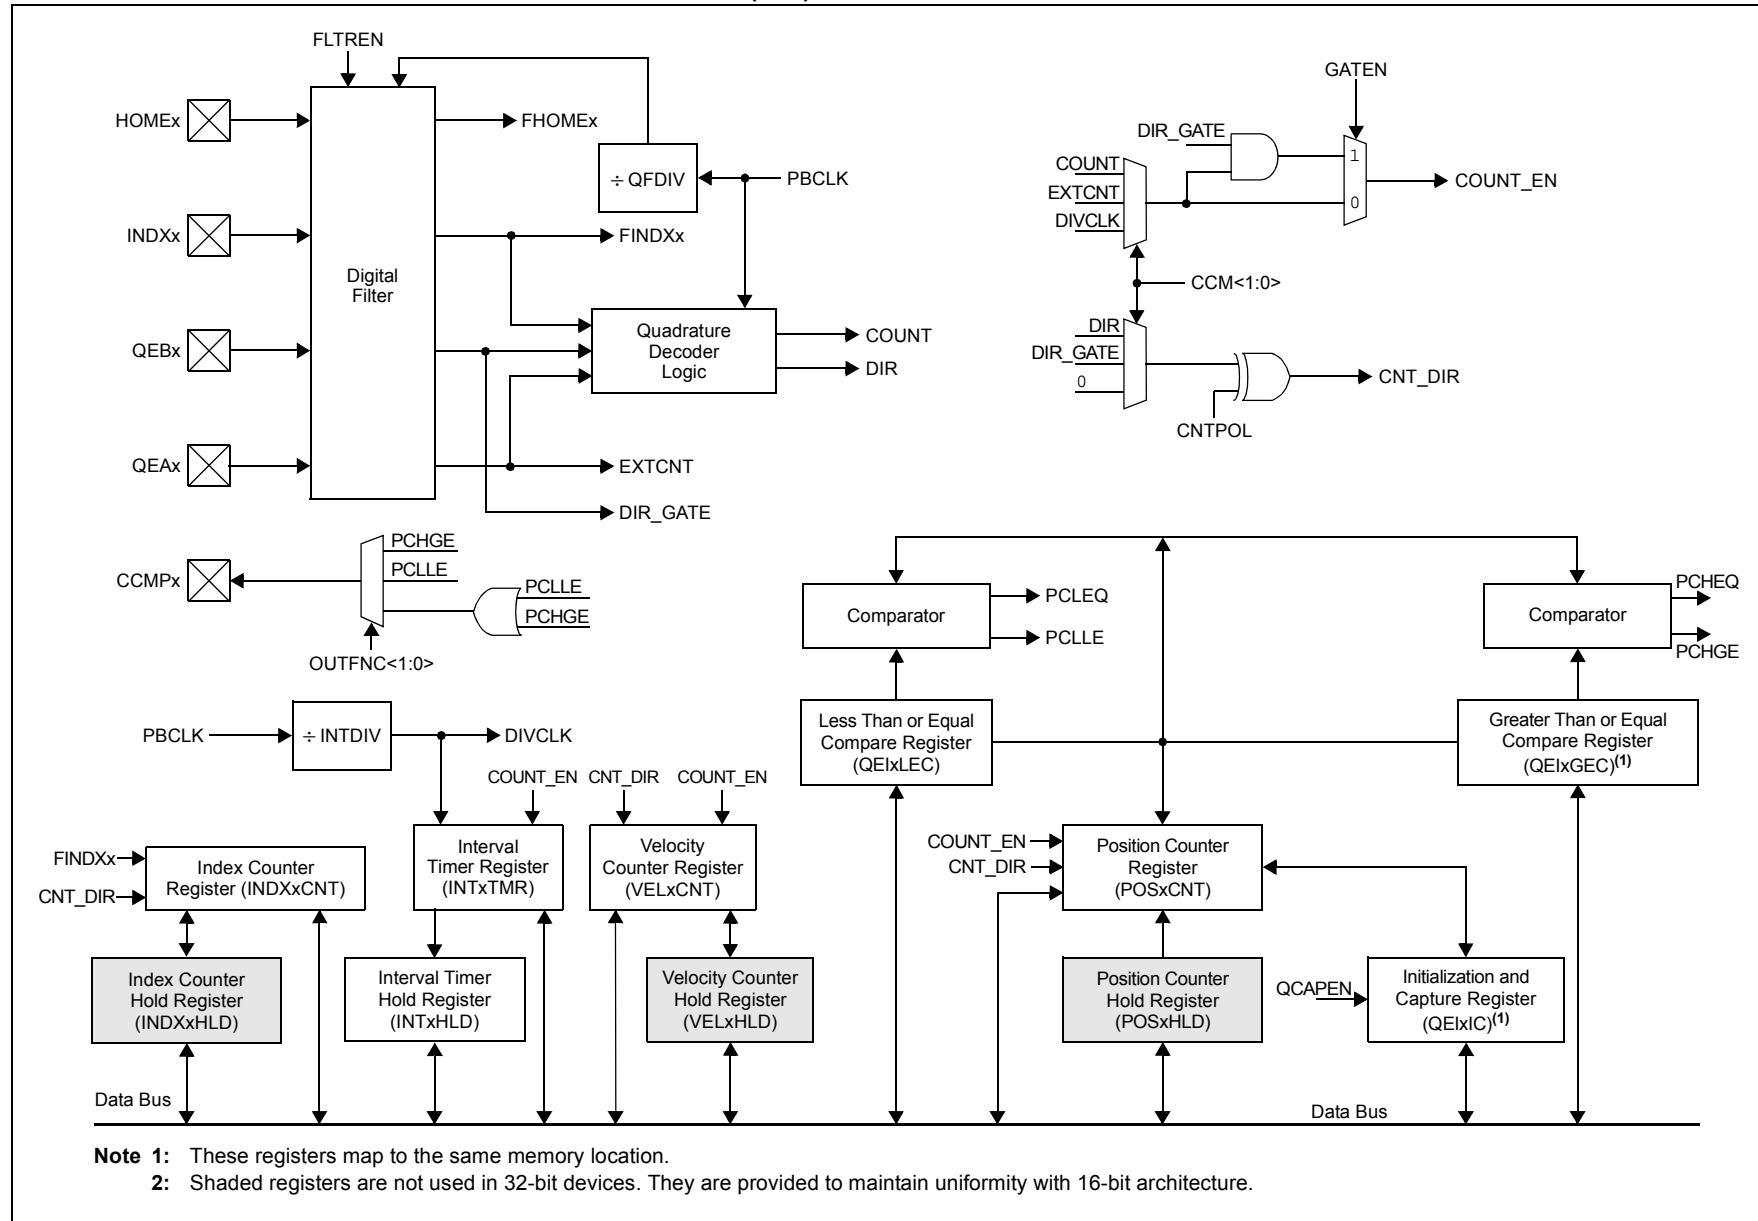 FLTREN
HOMEx
FHOMEx
÷ QFDIV
PBCLK
INDXx
FINDXx
Digital
Filter
QEBx
Quadrature
Decoder
Logic
COUNT
DIR
QEAx
EXTCNT
DIR_GATE
GATEN
DIR_GATE
COUNT
EXTCNT
DIVCLK
1
0
COUNT_EN
CCM<1:0>
DIR
DIR_GATE
0
CNT_DIR
CNTPOL
CCMPx
PCHGE
PCLLE
PCLLE
PCHGE
OUTFNC<1:0>
Comparator
PCLEQ
PCLLE
Comparator
PCHEQ
PCHGE
PBCLK
÷ INTDIV
DIVCLK
Less Than or Equal
Compare Register
(QEIxLEC)
Greater Than or Equal
Compare Register
(QEIxGEC)(1)
COUNT_EN
CNT_DIR
COUNT_EN
FINDXx
CNT_DIR
Index Counter
Register (INDXxCNT)
Interval
Timer Register
(INTxTMR)
Velocity
Counter Register
(VELxCNT)
COUNT_EN
CNT_DIR
Position Counter
Register
(POSxCNT)
Index Counter
Hold Register
(INDXxHLD)
Interval Timer
Hold Register
(INTxHLD)
Velocity Counter
Hold Register
(VELxHLD)
Position Counter
Hold Register
(POSxHLD)
QCAPEN
Initialization and
Capture Register
(QEIxIC)(1)
Data Bus
Data Bus
Note 1: These registers map to the same memory location.
2: Shaded registers are not used in 32-bit devices. They are provided to maintain uniformity with 16-bit architecture.